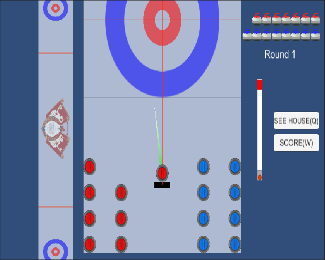 Round 1
SEE HOUSE(Q)
SCORE(W)